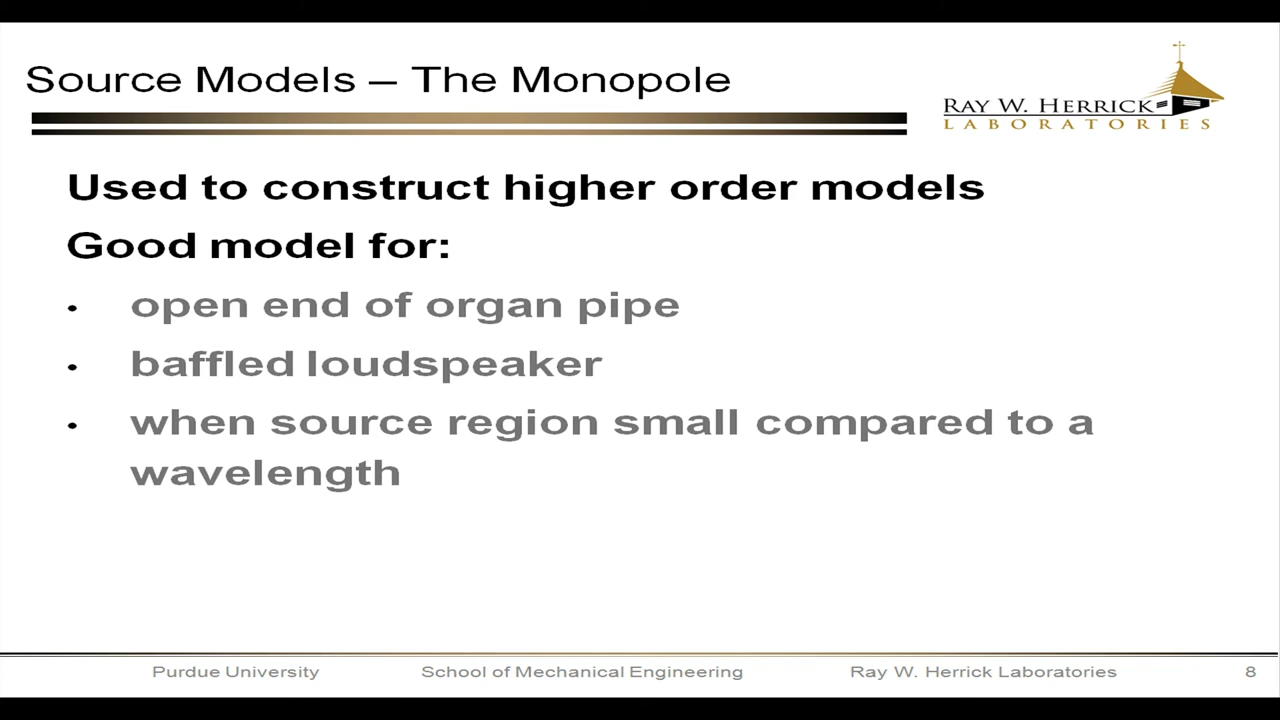 Source Models – The Monopole
RAY W. HERRICK
LABORATORIES
Used to construct higher order models
Good model for:
• open end of organ pipe
• baffled loudspeaker
• when source region small compared to a
wavelength
Purdue University School of Mechanical Engineering Ray W. Herrick Laboratories 8